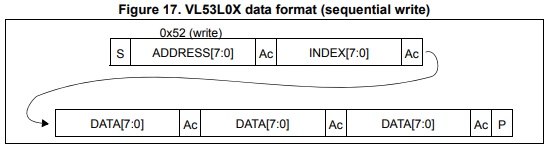 Figure 17. VL53L0X data format (sequential write)
0x52 (write)
S ADDRESS[7:0] Ac INDEX[7:0] Ac
DATA[7:0] Ac DATA[7:0] Ac DATA[7:0] Ac P